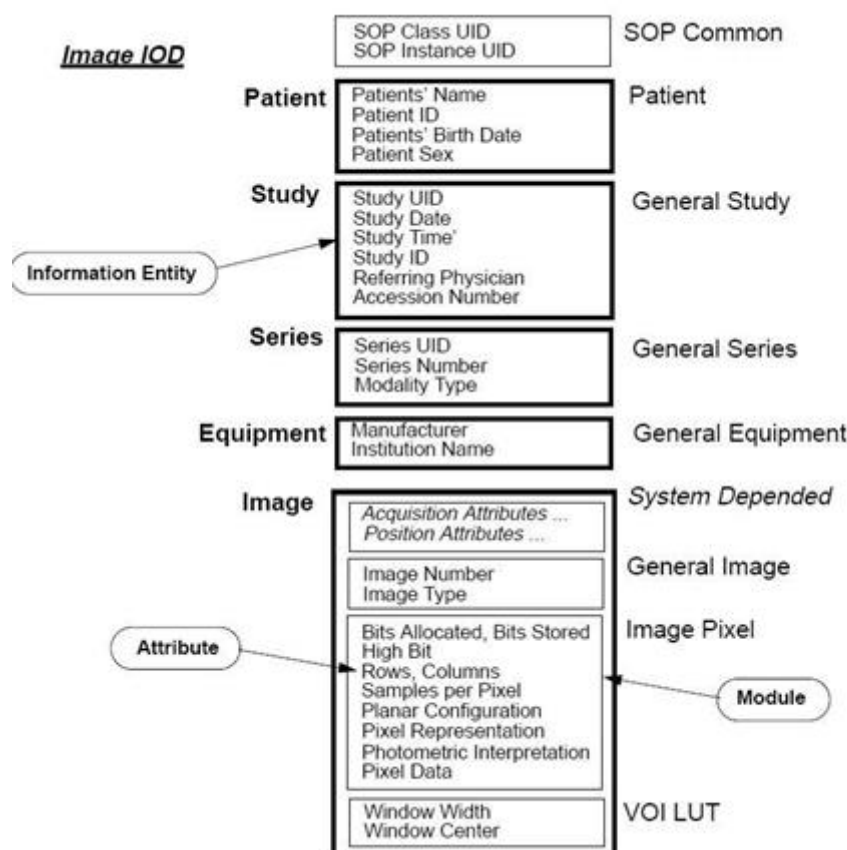 Image IOD
SOP Class UID
SOP Instance UID
SOP Common
Patient
Patients' Name
Patient ID
Patients' Birth Date
Patient Sex
Patient
Study
Study UID
Study Date
Study Time'
Study ID
Referring Physician
Accession Number
General Study
Information Entity
Series
Series UID
Series Number
Modality Type
General Series
Equipment
Manufacturer
Institution Name
General Equipment
Image
Acquisition Attributes ...
Position Attributes ...
System Depended
Image Number
Image Type
General Image
Bits Allocated, Bits Stored
High Bit
Rows, Columns
Samples per Pixel
Planar Configuration
Pixel Representation
Photometric Interpretation
Pixel Data
Image Pixel
Attribute
Module
Window Width
Window Center
VOI LUT